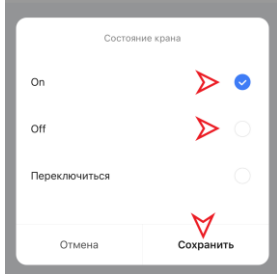 Состояние крана
On
Off
Переключиться
Отмена
Сохранить